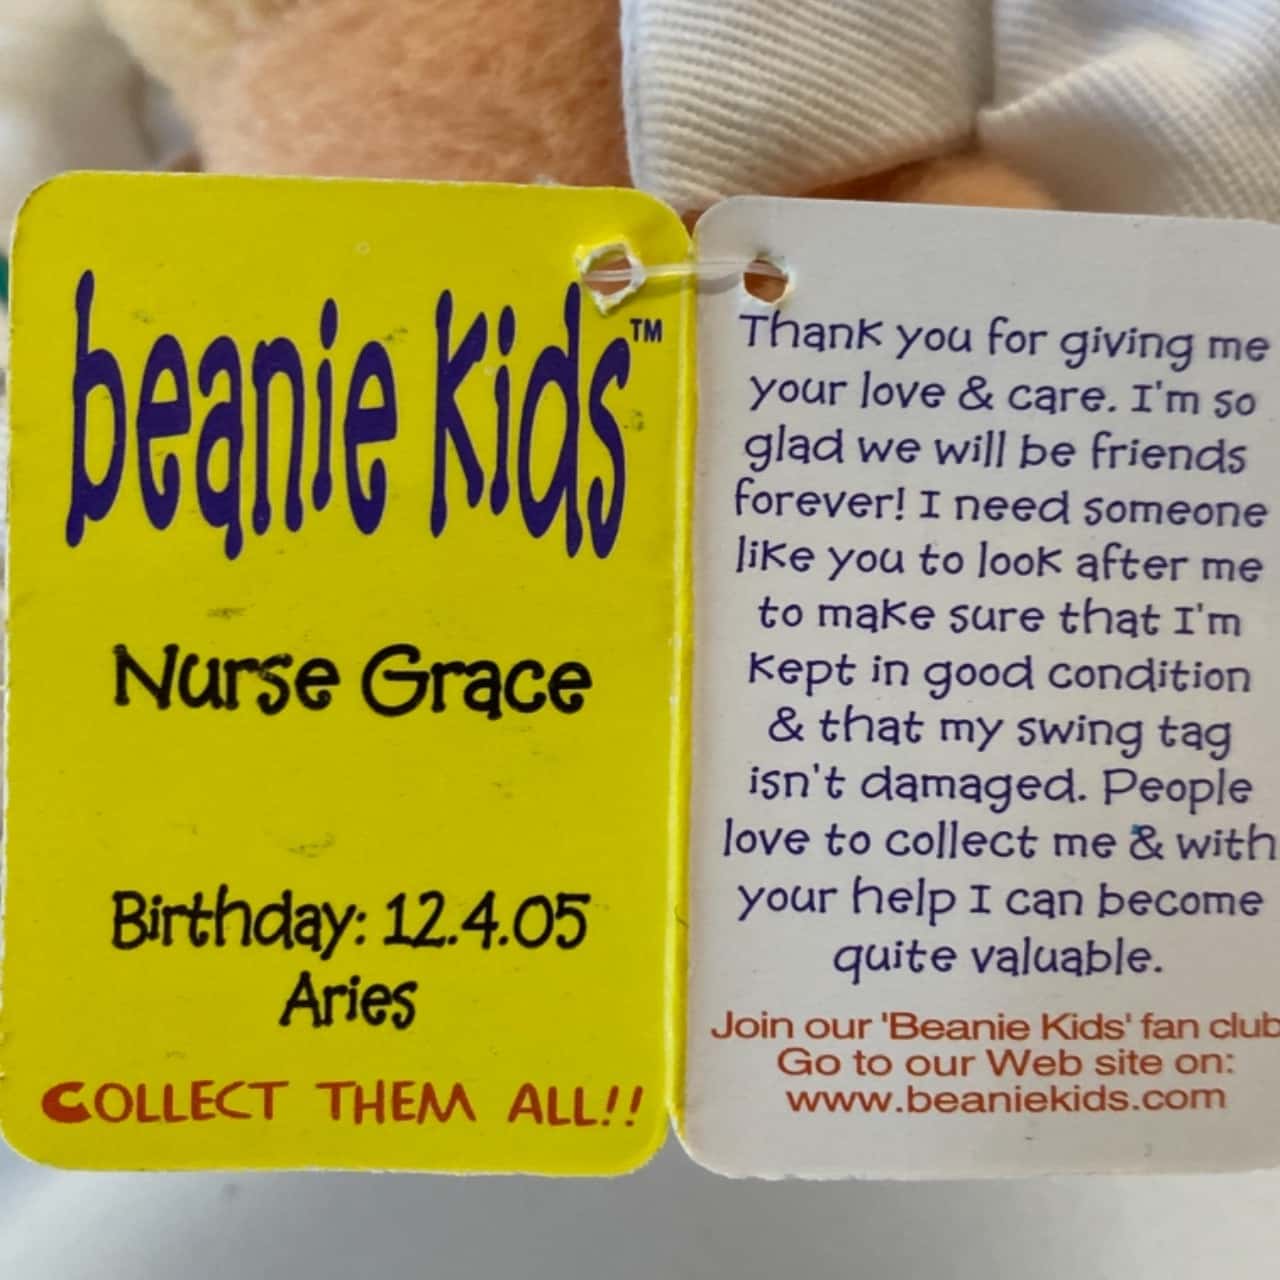 beanie kids™
Nurse Grace
Birthday: 12.4.05
Aries
COLLECT THEM ALL!!
Thank you for giving me
your love & care. I'm so
glad we will be friends
forever! I need someone
like you to look after me
to make sure that I'm
kept in good condition
& that my swing tag
isn't damaged. People
love to collect me & with
your help I can become
quite valuable.
Join our 'Beanie Kids' fan club
Go to our Web site on:
www.beaniekids.com